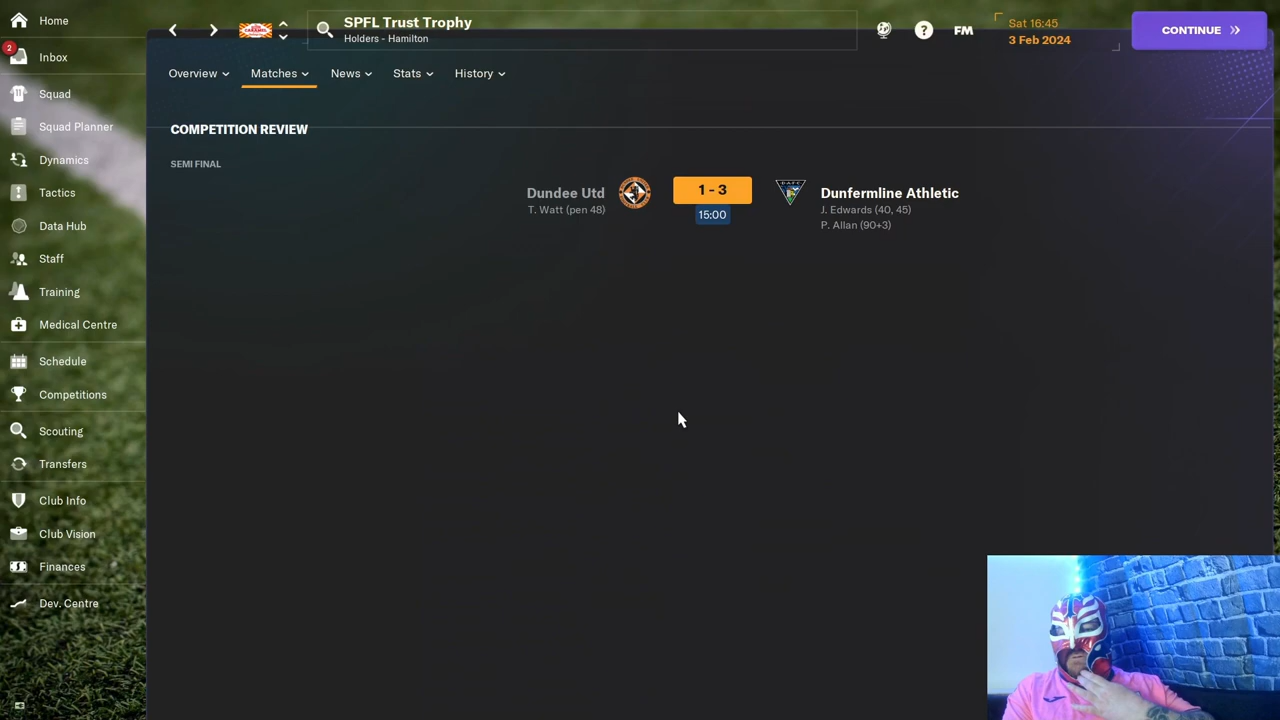 Home
2
Inbox
Squad
Squad Planner
Dynamics
Tactics
Data Hub
Staff
Training
Medical Centre
Schedule
Competitions
Scouting
Transfers
Club Info
Club Vision
Finances
Dev. Centre
SPFL Trust Trophy
Holders - Hamilton
?
FM
Sat 16:45
3 Feb 2024
CONTINUE
Overview
Matches
News
Stats
History
COMPETITION REVIEW
SEMI FINAL
Dundee Utd
T. Watt (pen 48)
1 - 3
15:00
Dunfermline Athletic
J. Edwards (40, 45)
P. Allan (90+3)